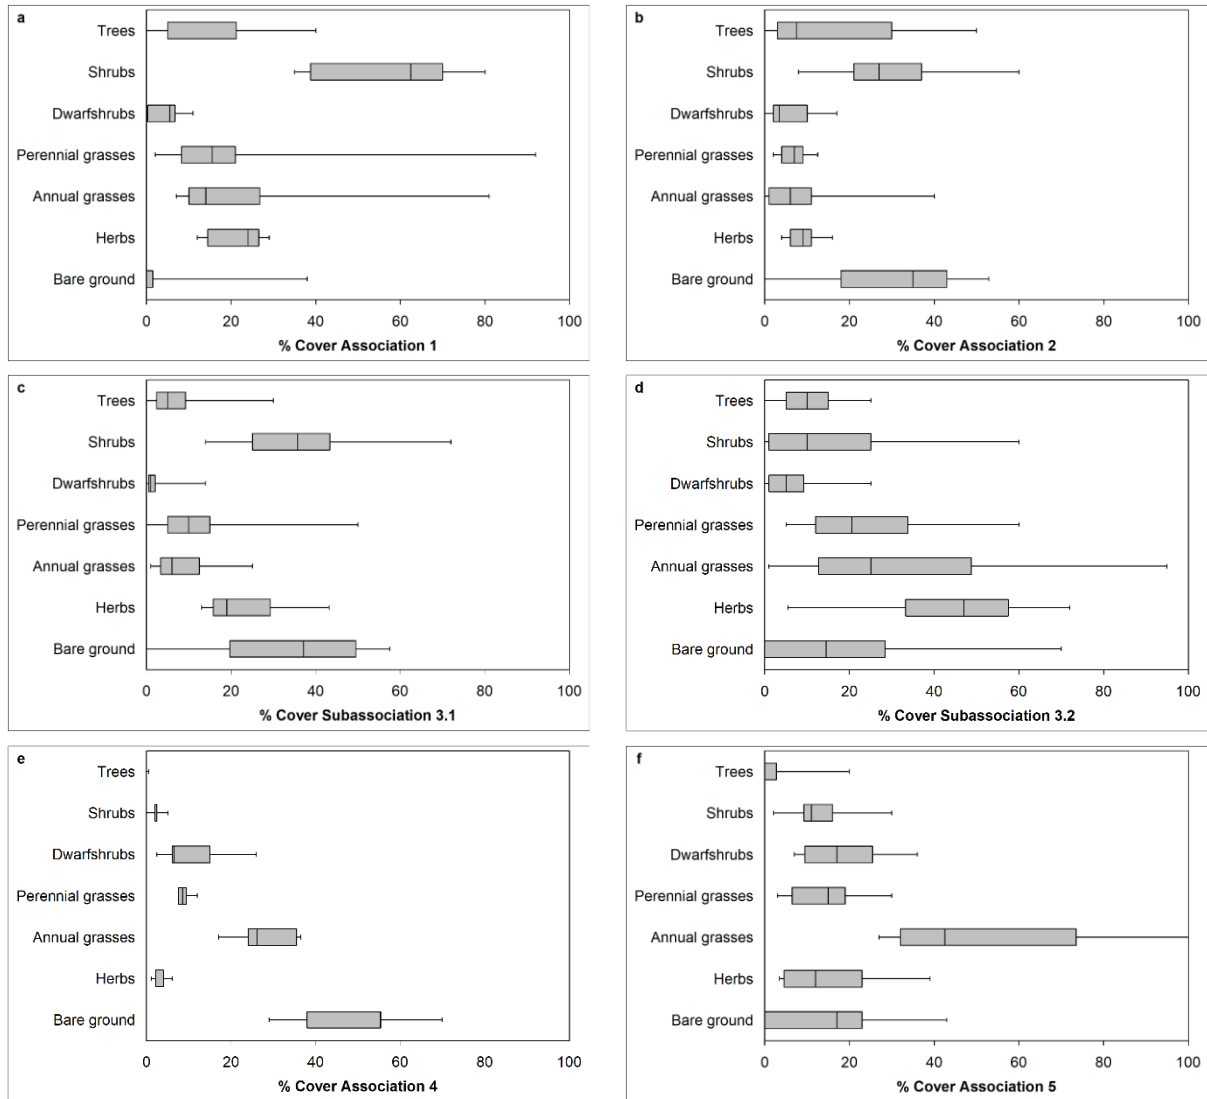 a
Trees
Shrubs
Dwarfshrubs
Perennial grasses
Annual grasses
Herbs
Bare ground
0 20 40 60 80 100
% Cover Association 1
b
Trees
Shrubs
Dwarfshrubs
Perennial grasses
Annual grasses
Herbs
Bare ground
0 20 40 60 80 100
% Cover Association 2
c
Trees
Shrubs
Dwarfshrubs
Perennial grasses
Annual grasses
Herbs
Bare ground
0 20 40 60 80 100
% Cover Subassociation 3.1
d
Trees
Shrubs
Dwarfshrubs
Perennial grasses
Annual grasses
Herbs
Bare ground
0 20 40 60 80 100
% Cover Subassociation 3.2
e
Trees
Shrubs
Dwarfshrubs
Perennial grasses
Annual grasses
Herbs
Bare ground
0 20 40 60 80 100
% Cover Association 4
f
Trees
Shrubs
Dwarfshrubs
Perennial grasses
Annual grasses
Herbs
Bare ground
0 20 40 60 80 100
% Cover Association 5